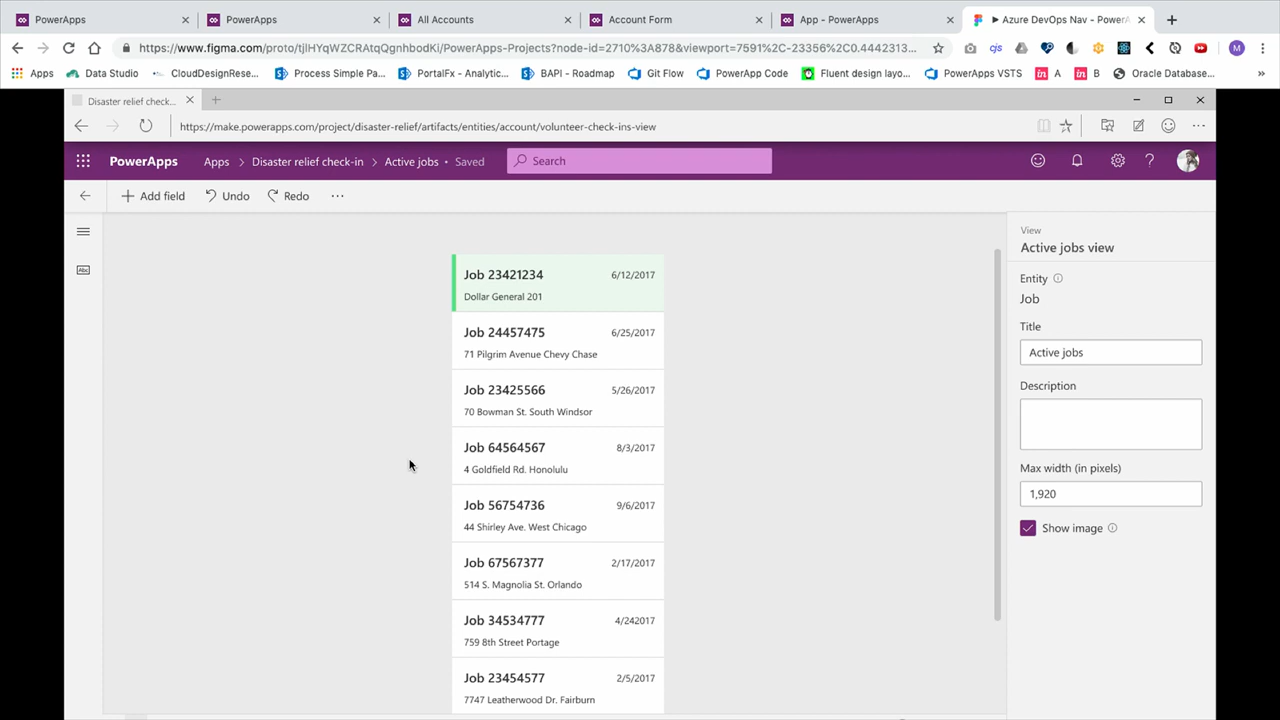 PowerApps
PowerApps
All Accounts
Account Form
App - PowerApps
▶ Azure DevOps Nav - PowerA
https://www.figma.com/proto/tjIHYqWZCRAtqQgnhbodKi/PowerApps-Projects?node-id=2710%3A878&viewport=7591%2C-23356%2C0.4442313...
cjs
M
Apps
Data Studio
CloudDesignRese...
Process Simple Pa...
PortalFx - Analytic...
BAPI - Roadmap
Git Flow
PowerApp Code
Fluent design layo...
PowerApps VSTS
in A
in B
Oracle Database...
»
Disaster relief check...
https://make.powerapps.com/project/disaster-relief/artifacts/entities/account/volunteer-check-ins-view
PowerApps
Apps > Disaster relief check-in > Active jobs • Saved
Search
Add field
Undo
Redo
Abc
Job 23421234 6/12/2017
Dollar General 201
Job 24457475 6/25/2017
71 Pilgrim Avenue Chevy Chase
Job 23425566 5/26/2017
70 Bowman St. South Windsor
Job 64564567 8/3/2017
4 Goldfield Rd. Honolulu
Job 56754736 9/6/2017
44 Shirley Ave. West Chicago
Job 67567377 2/17/2017
514 S. Magnolia St. Orlando
Job 34534777 4/242017
759 8th Street Portage
Job 23454577 2/5/2017
7747 Leatherwood Dr. Fairburn
View
Active jobs view
Entity
Job
Title
Active jobs
Description
Max width (in pixels)
1,920
Show image